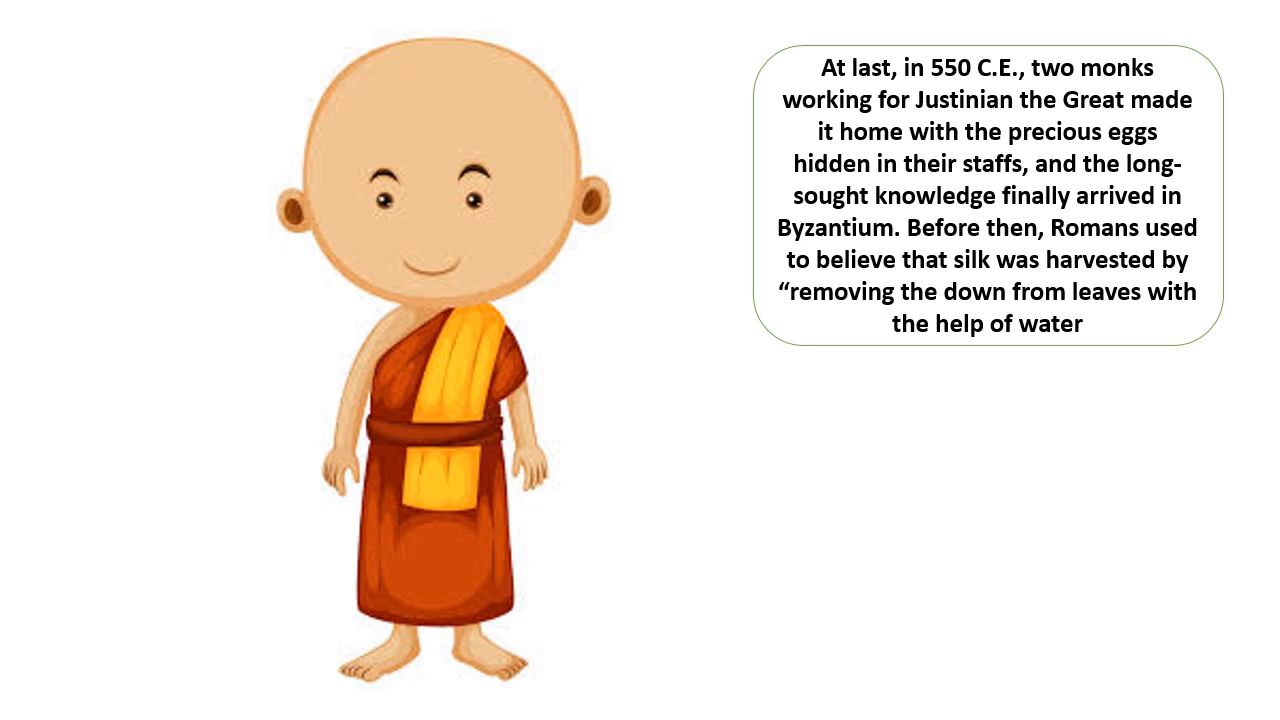 At last, in 550 C.E., two monks
working for Justinian the Great made
it home with the precious eggs
hidden in their staffs, and the long-
sought knowledge finally arrived in
Byzantium. Before then, Romans used
to believe that silk was harvested by
“removing the down from leaves with
the help of water